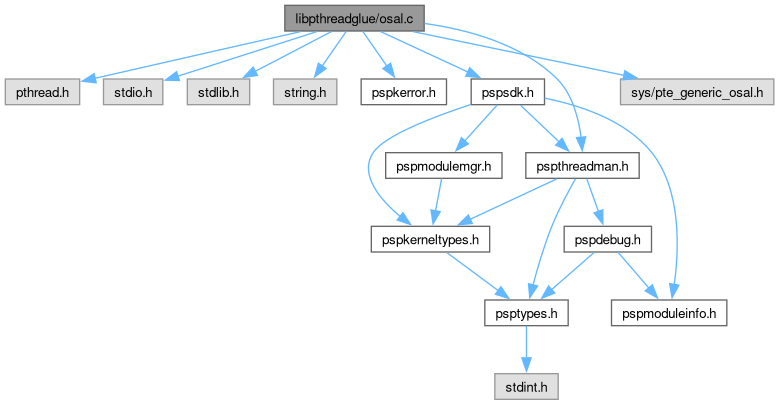 libpthreadglue/osal.c
pthread.h
stdio.h
stdlib.h
string.h
pspkerror.h
pspsdk.h
sys/pte_generic_osal.h
pspmodulemgr.h
pspthreadman.h
pspkerneltypes.h
pspdebug.h
psptypes.h
pspmoduleinfo.h
stdint.h